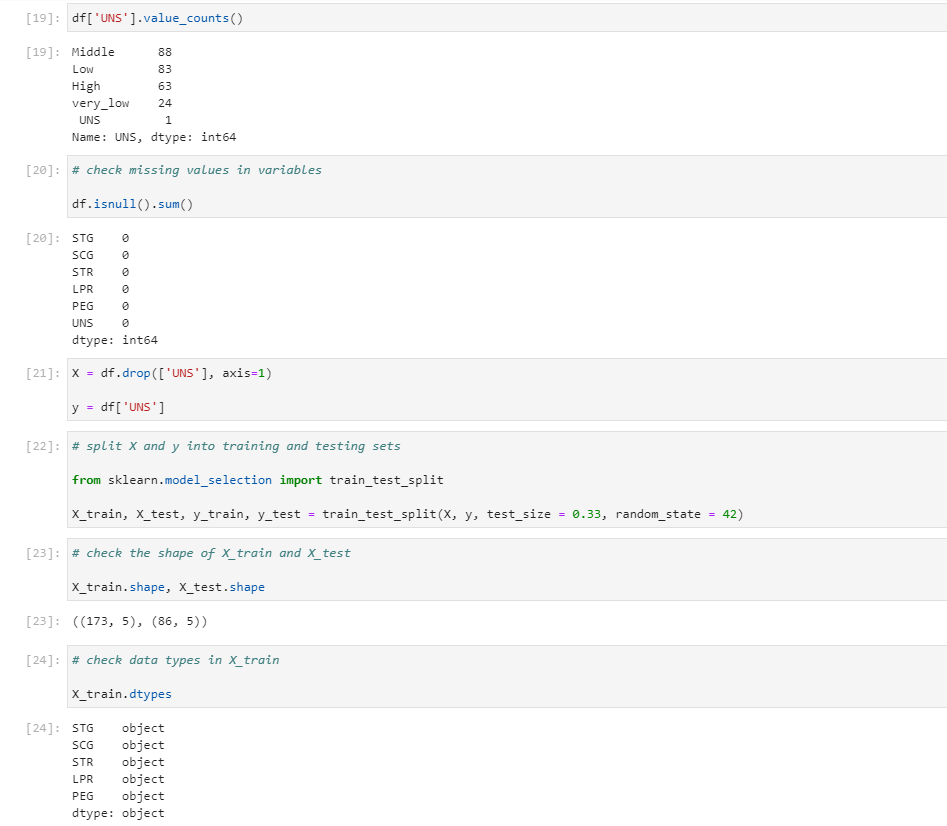 [19]: df['UNS'].value_counts()
[19]: Middle 88
Low 83
High 63
very_low 24
UNS 1
Name: UNS, dtype: int64
[20]: # check missing values in variables
df.isnull().sum()
[20]: STG 0
SCG 0
STR 0
LPR 0
PEG 0
UNS 0
dtype: int64
[21]: X = df.drop(['UNS'], axis=1)
y = df['UNS']
[22]: # split X and y into training and testing sets
from sklearn.model_selection import train_test_split
X_train, X_test, y_train, y_test = train_test_split(X, y, test_size = 0.33, random_state = 42)
[23]: # check the shape of X_train and X_test
X_train.shape, X_test.shape
[23]: ((173, 5), (86, 5))
[24]: # check data types in X_train
X_train.dtypes
[24]: STG object
SCG object
STR object
LPR object
PEG object
dtype: object